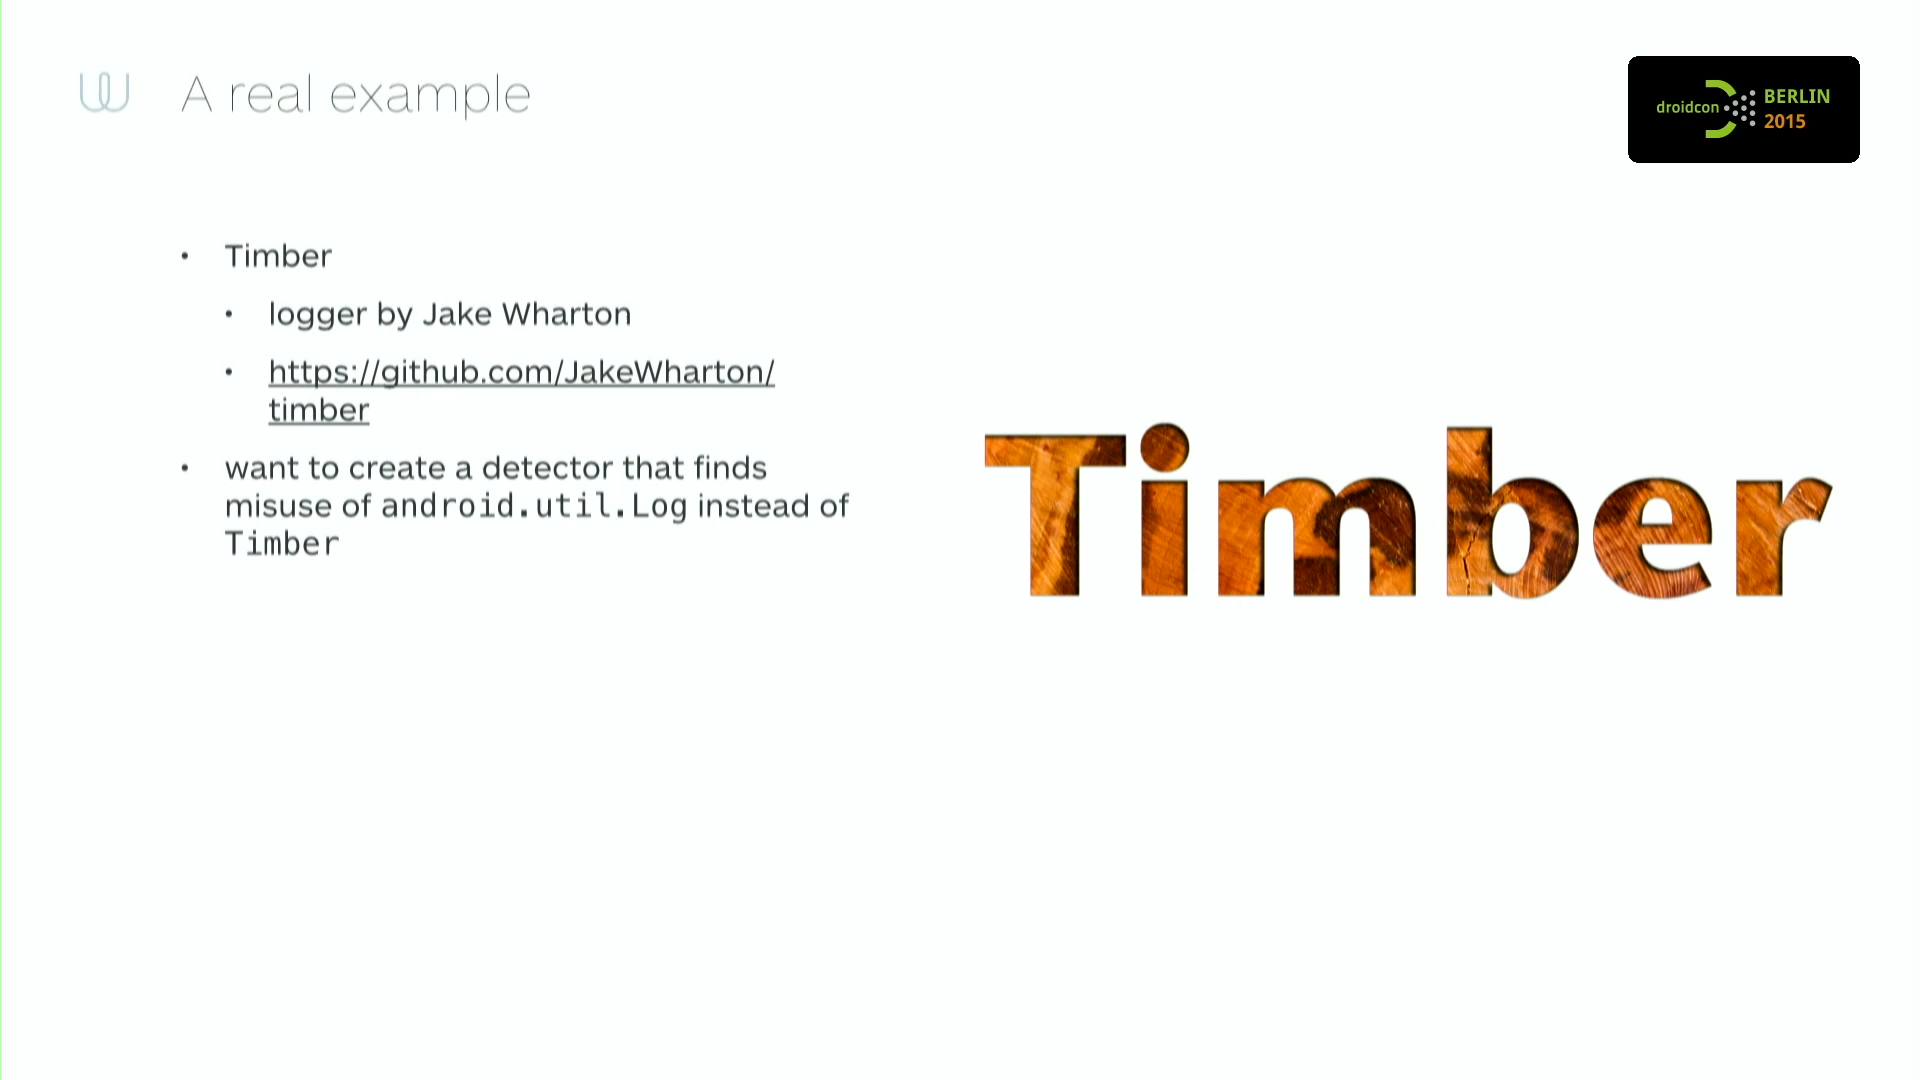 A real example
droidcon
BERLIN
2015
• Timber
• logger by Jake Wharton
• https://github.com/JakeWharton/
timber
• want to create a detector that finds
misuse of android.util.Log instead of
Timber
Timber